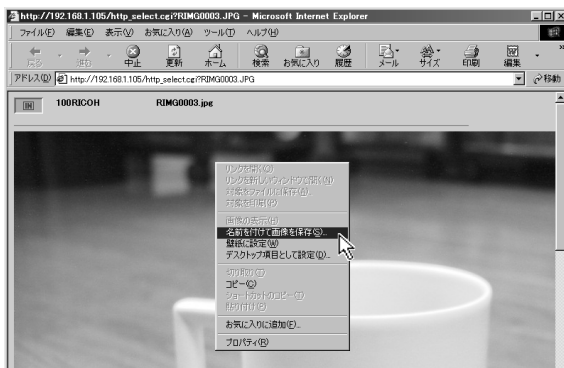 http://192.168.1.105/http_select.cgi?RIMG0003.JPG - Microsoft Internet Explorer
ファイル(F) 編集(E) 表示(V) お気に入り(A) ツール(T) ヘルプ(H)
戻る 進む 中止 更新 ホーム 検索 お気に入り 履歴 メール サイズ 印刷 編集 »
アドレス(D) http://192.168.1.105/http_select.cgi?RIMG0003.JPG 移動
IN 100RICOH RIMG0003.jpg
リンクを開く(O)
リンクを新しいウィンドウで開く(N)
対象をファイルに保存(A)...
対象を印刷(P)
画像の表示(H)
名前を付けて画像を保存(S)...
壁紙に設定(W)
デスクトップ項目として設定(D)...
切り取り(T)
コピー(C)
ショートカットのコピー(T)
貼り付け(P)
お気に入りに追加(F)...
プロパティ(R)